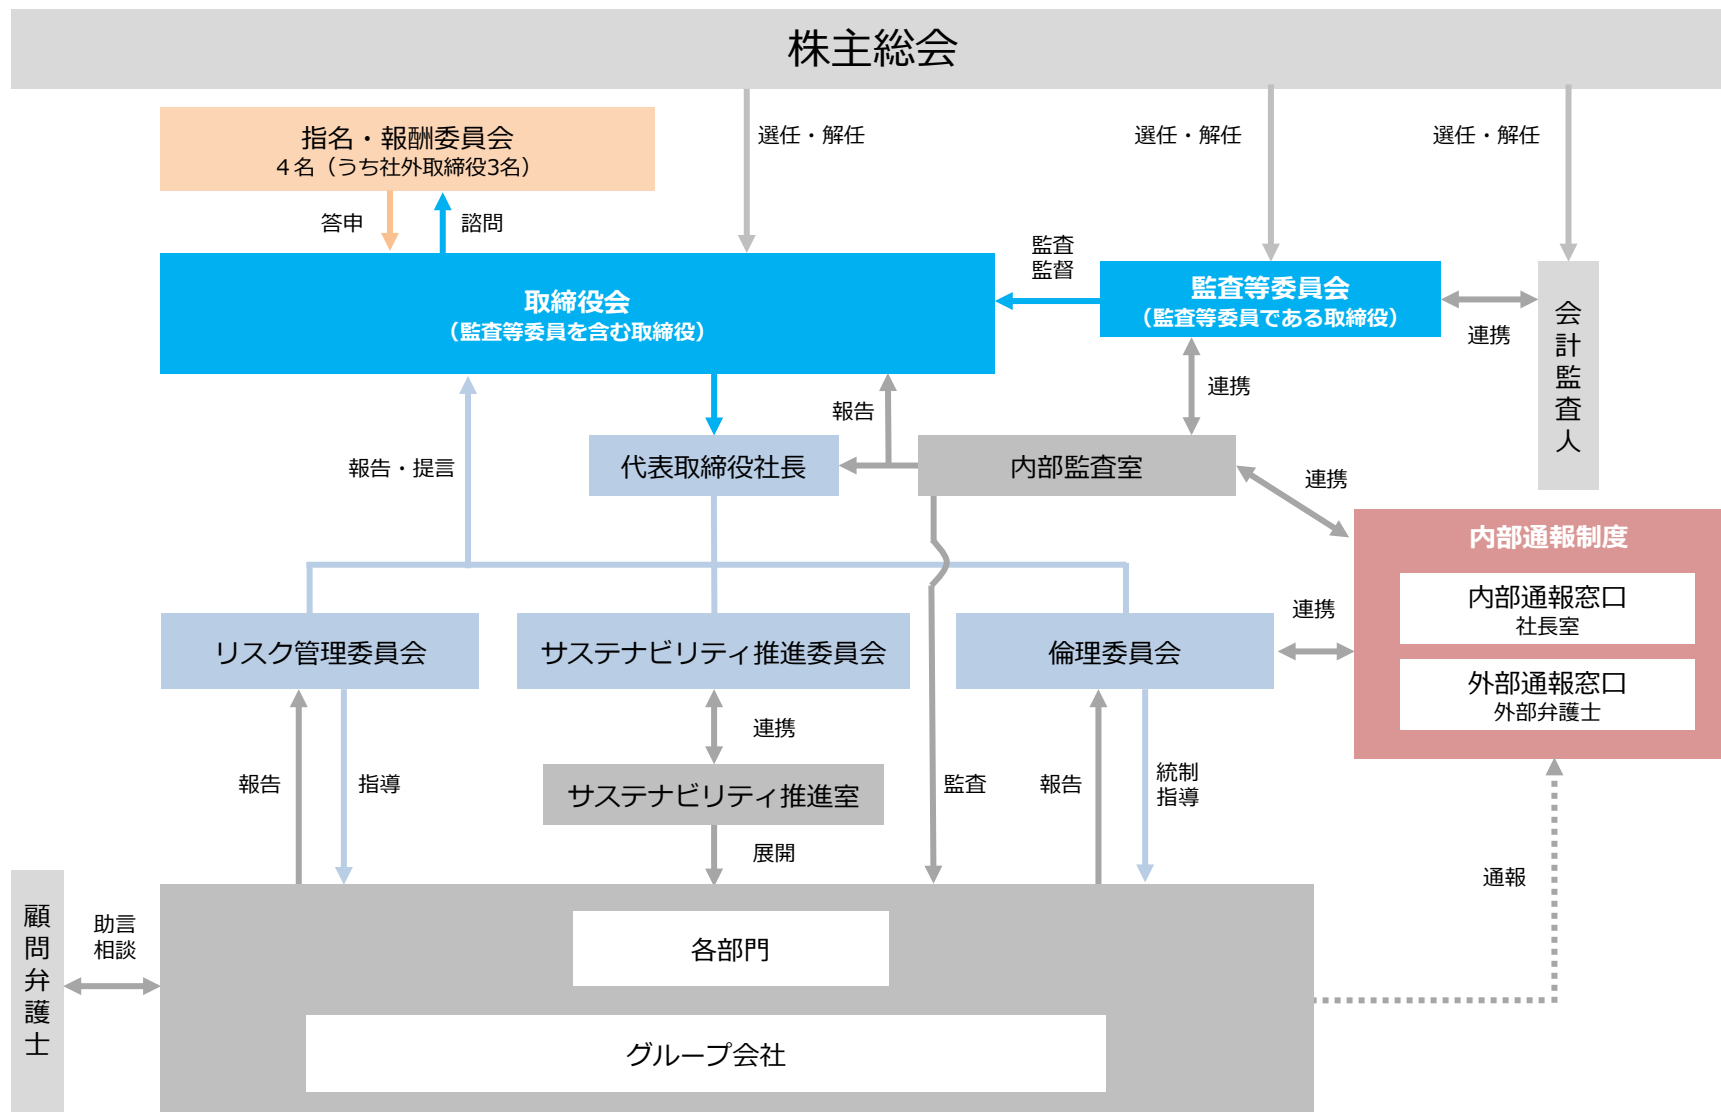 株主総会
指名・報酬委員会
４名（うち社外取締役3名）
選任・解任
選任・解任
選任・解任
答申
諮問
取締役会
（監査等委員を含む取締役）
監査
監督
監査等委員会
（監査等委員である取締役）
連携
会計監査人
連携
報告
報告・提言
代表取締役社長
内部監査室
連携
内部通報制度
内部通報窓口
社長室
外部通報窓口
外部弁護士
リスク管理委員会
サステナビリティ推進委員会
倫理委員会
連携
連携
報告
指導
サステナビリティ推進室
監査
報告
統制
指導
展開
通報
顧問弁護士
助言
相談
各部門
グループ会社